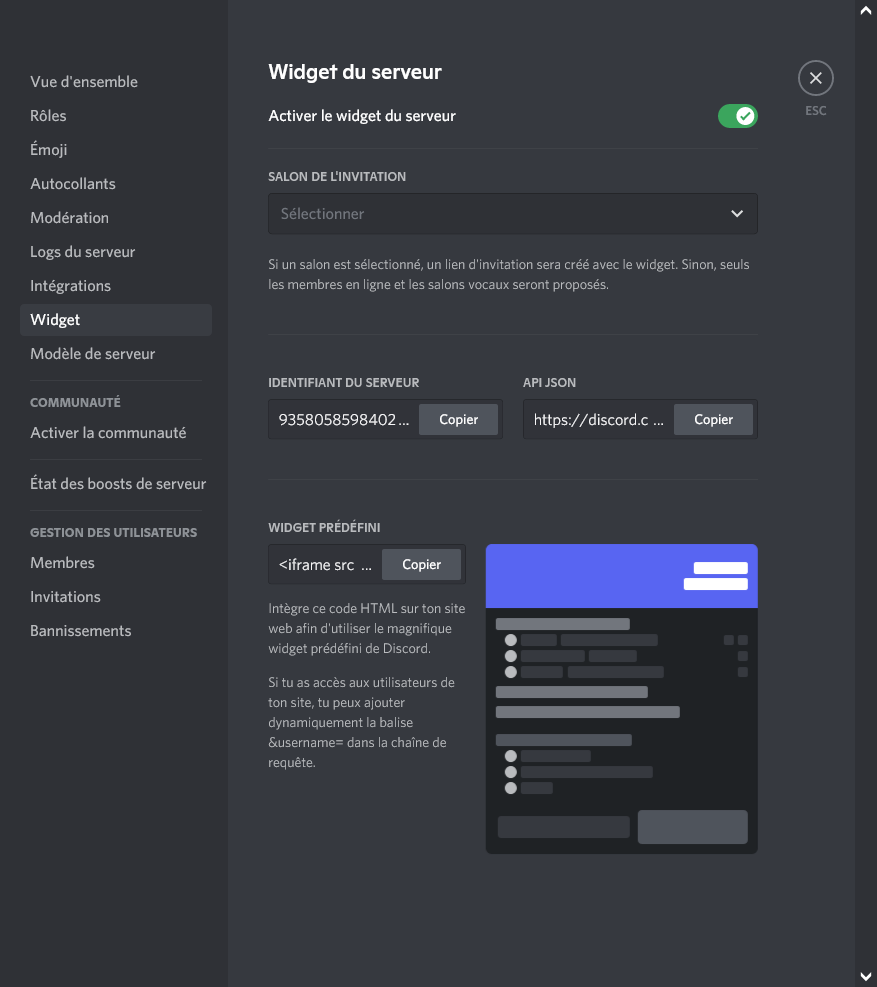 Vue d'ensemble
Rôles
Émoji
Autocollants
Modération
Logs du serveur
Intégrations
Widget
Modèle de serveur
COMMUNAUTÉ
Activer la communauté
État des boosts de serveur
GESTION DES UTILISATEURS
Membres
Invitations
Bannissements
Widget du serveur
ESC
Activer le widget du serveur
SALON DE L'INVITATION
Sélectionner
Si un salon est sélectionné, un lien d'invitation sera créé avec le widget. Sinon, seuls
les membres en ligne et les salons vocaux seront proposés.
IDENTIFIANT DU SERVEUR
9358058598402... Copier
API JSON
https://discord.c ... Copier
WIDGET PRÉDÉFINI
<iframe src ... Copier
Intègre ce code HTML sur ton site
web afin d'utiliser le magnifique
widget prédéfini de Discord.
Si tu as accès aux utilisateurs de
ton site, tu peux ajouter
dynamiquement la balise
&username= dans la chaîne de
requête.